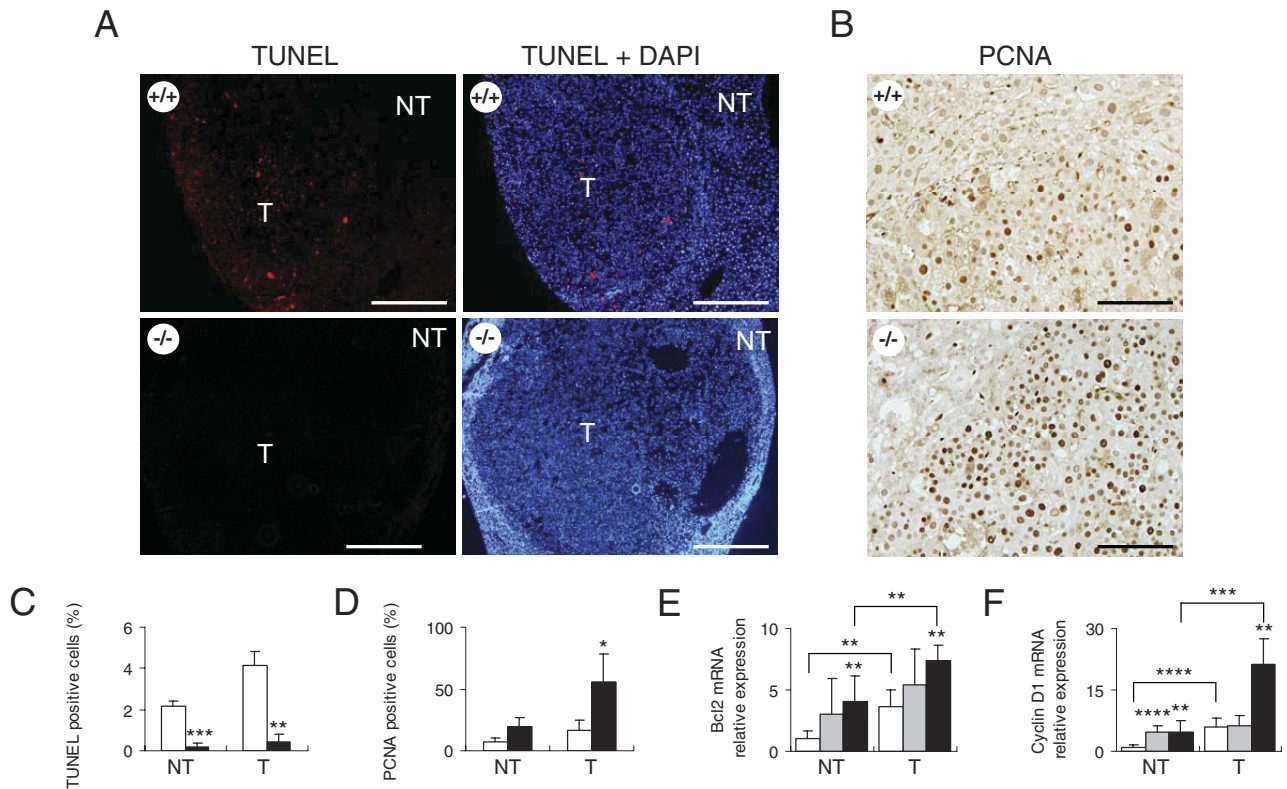 A
B
TUNEL
TUNEL + DAPI
PCNA
+/+
NT
T
+/+
NT
T
+/+
-/-
NT
T
-/-
NT
T
-/-
C
TUNEL positive cells (%)
6
4
2
0
***
**
NT
T
D
PCNA positive cells (%)
100
50
0
*
NT
T
E
Bcl2 mRNA
relative expression
10
5
0
**
**
**
**
NT
T
F
Cyclin D1 mRNA
relative expression
30
15
0
***
**
****
****
**
NT
T